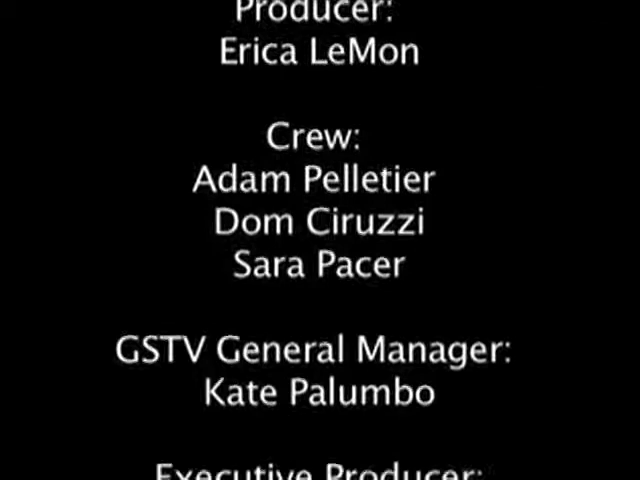 Producer:
Erica LeMon
Crew:
Adam Pelletier
Dom Ciruzzi
Sara Pacer
GSTV General Manager:
Kate Palumbo
Executive Producer: